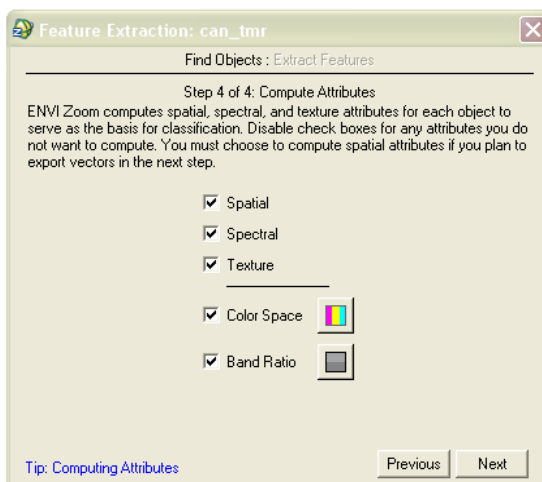 Feature Extraction: can_tmr
Find Objects : Extract Features
Step 4 of 4: Compute Attributes
ENVI Zoom computes spatial, spectral, and texture attributes for each object to
serve as the basis for classification. Disable check boxes for any attributes you do
not want to compute. You must choose to compute spatial attributes if you plan to
export vectors in the next step.
Spatial
Spectral
Texture
Color Space
Band Ratio
Tip: Computing Attributes
Previous Next